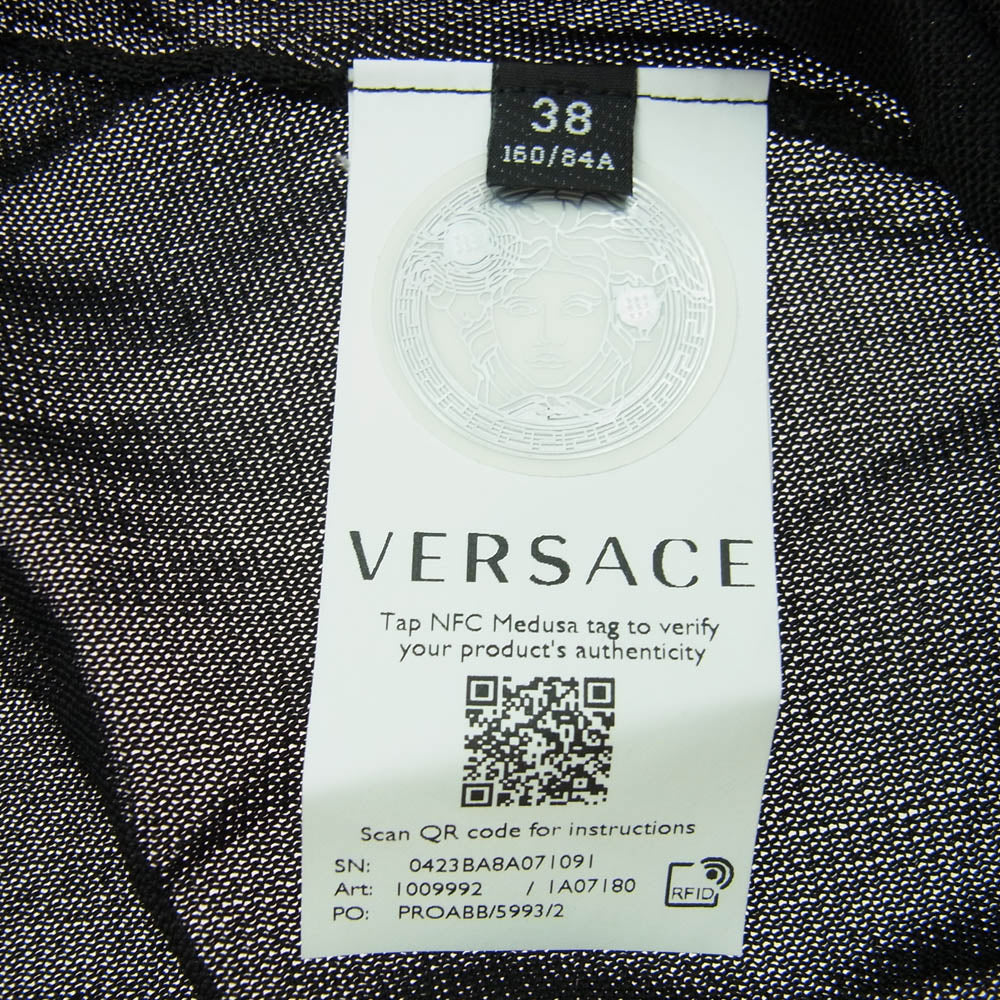 38
160/84A
VERSACE
Tap NFC Medusa tag to verify
your product's authenticity
Scan QR code for instructions
SN: 0423BA8A071091
Art: 1009992 / 1A07180
PO: PROABB/5993/2
RFID